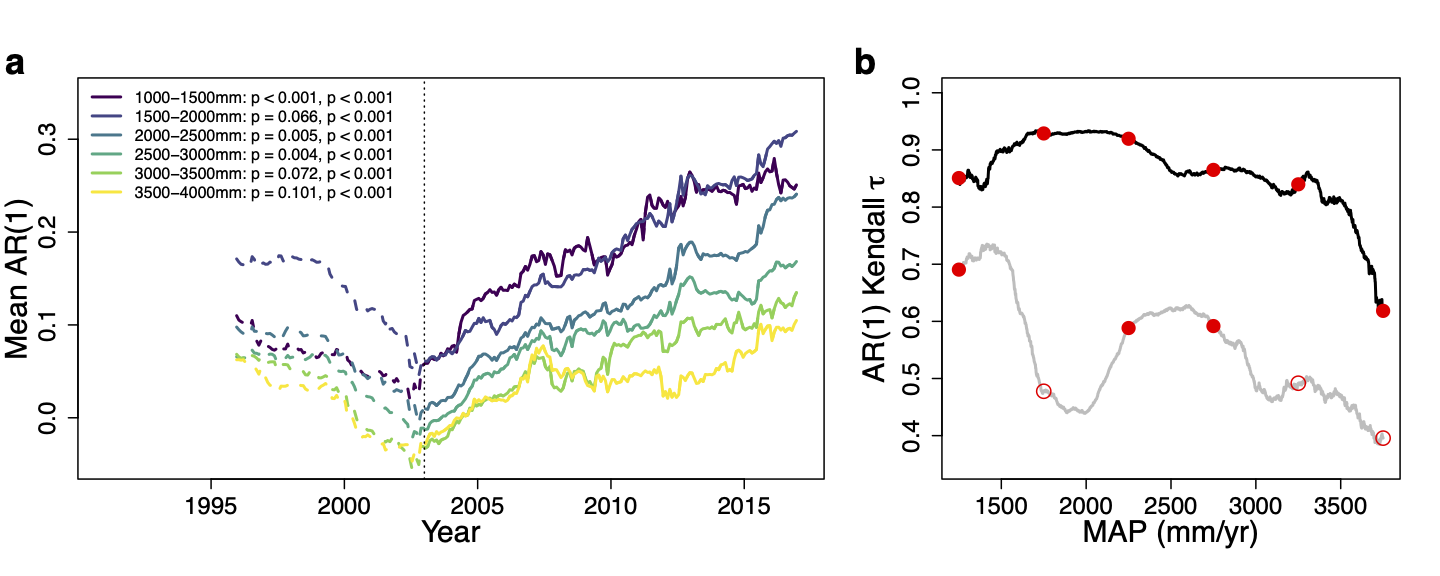 a
1000−1500mm: p < 0.001, p < 0.001
1500−2000mm: p = 0.066, p < 0.001
2000−2500mm: p = 0.005, p < 0.001
2500−3000mm: p = 0.004, p < 0.001
3000−3500mm: p = 0.072, p < 0.001
3500−4000mm: p = 0.101, p < 0.001
Mean AR(1)
0.3
0.2
0.1
0.0
1995 2000 2005 2010 2015
Year
b
AR(1) Kendall τ
1.0
0.9
0.8
0.7
0.6
0.5
0.4
1500 2000 2500 3000 3500
MAP (mm/yr)